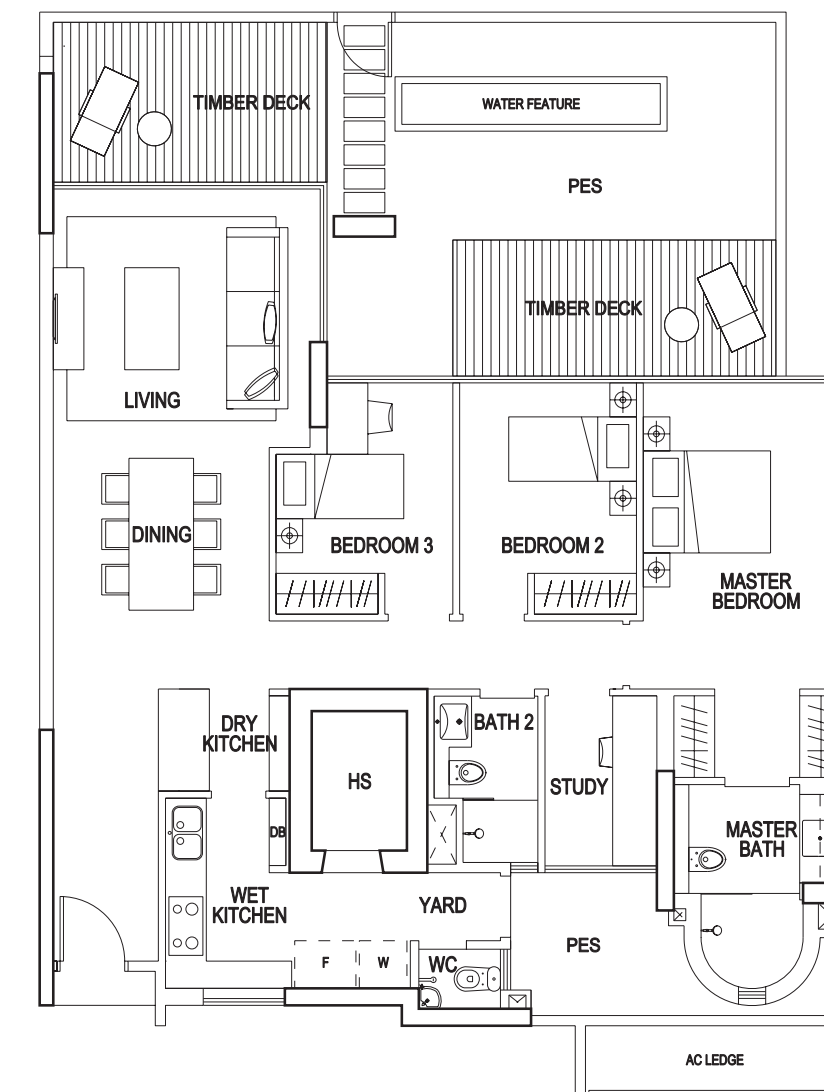 TIMBER DECK
WATER FEATURE
PES
TIMBER DECK
LIVING
DINING
BEDROOM 3
BEDROOM 2
MASTER
BEDROOM
DRY
KITCHEN
BATH 2
HS
STUDY
DB
MASTER
BATH
WET
KITCHEN
YARD
PES
F
W
WC
AC LEDGE